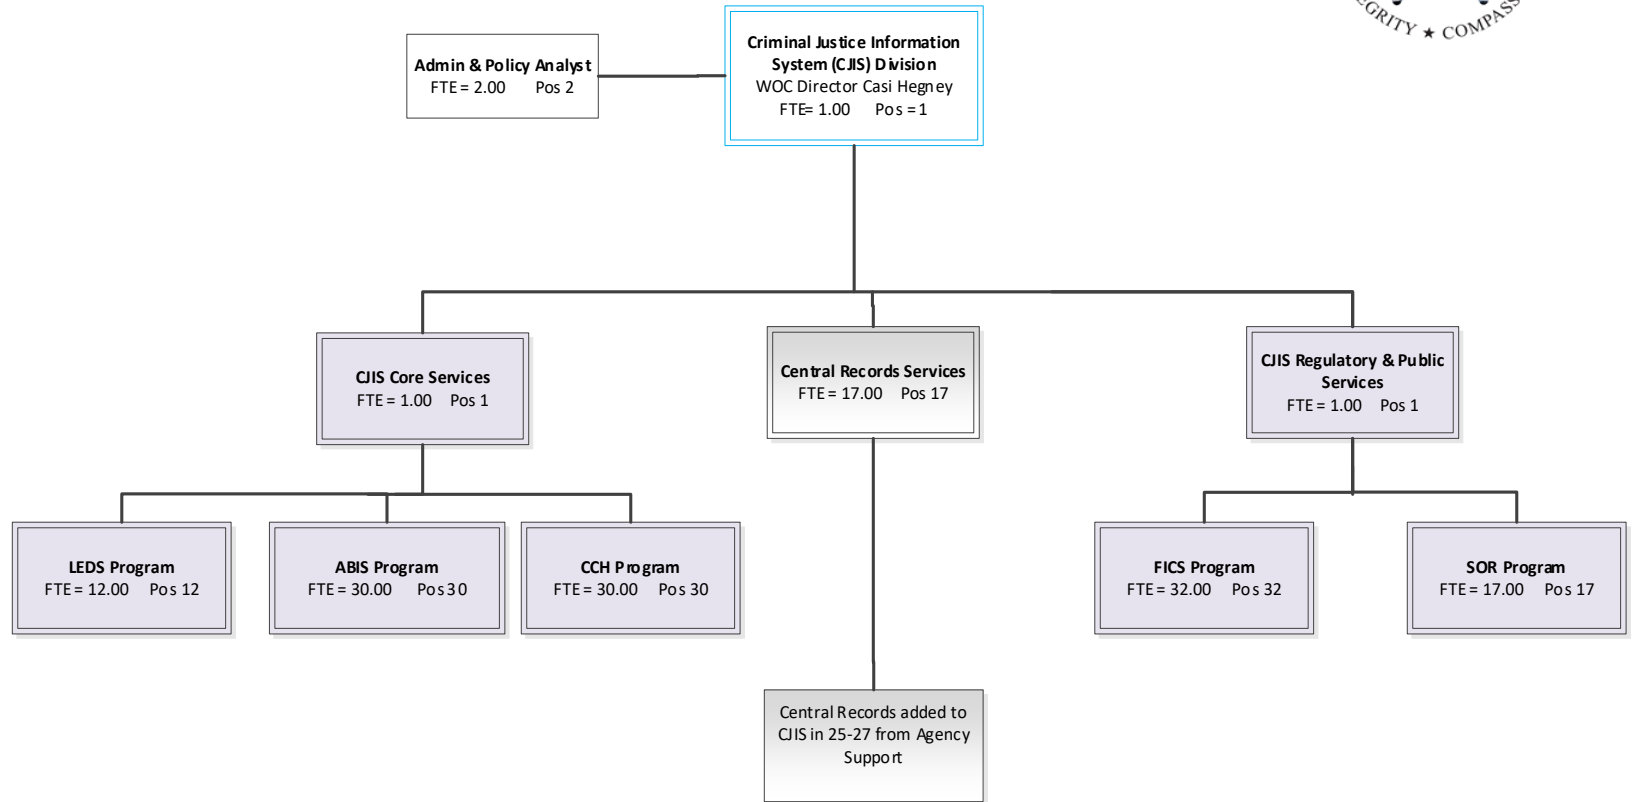 EGRITY ★ COMPASS
Admin & Policy Analyst
FTE = 2.00 Pos 2
Criminal Justice Information
System (CJIS) Division
WOC Director Casi Hegney
FTE= 1.00 Pos =1
CJIS Core Services
FTE = 1.00 Pos 1
Central Records Services
FTE = 17.00 Pos 17
CJIS Regulatory & Public
Services
FTE = 1.00 Pos 1
LEDS Program
FTE = 12.00 Pos 12
ABIS Program
FTE = 30.00 Pos 30
CCH Program
FTE = 30.00 Pos 30
FICS Program
FTE = 32.00 Pos 32
SOR Program
FTE = 17.00 Pos 17
Central Records added to
CJIS in 25-27 from Agency
Support